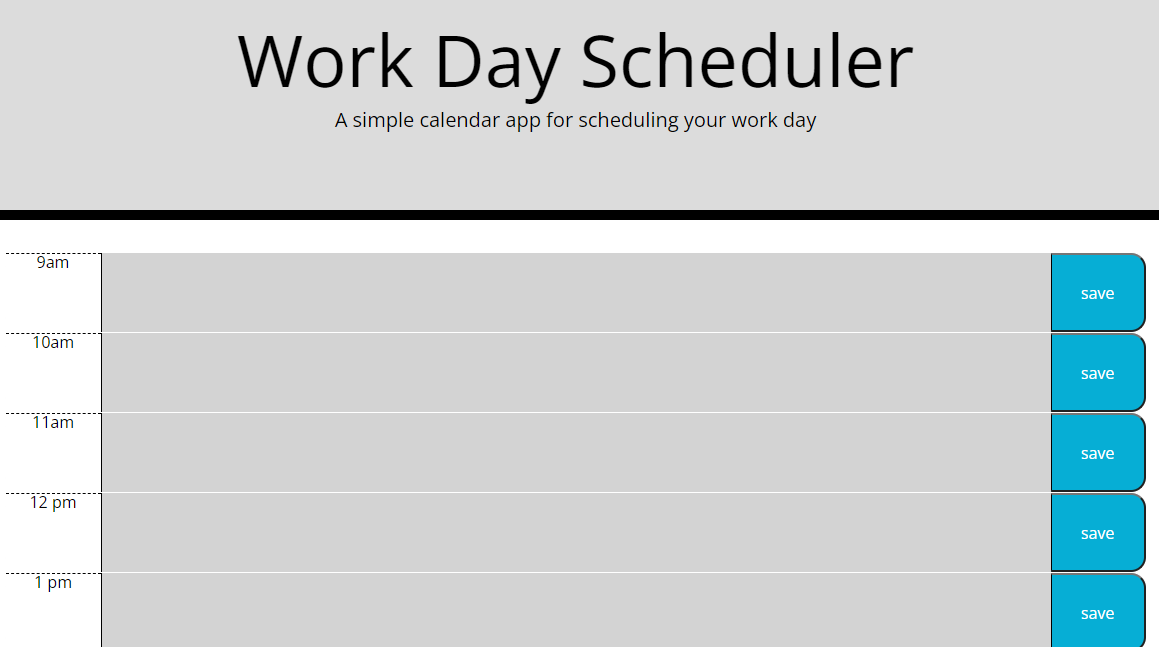 Work Day Scheduler
A simple calendar app for scheduling your work day
9am
save
10am
save
11am
save
12 pm
save
1 pm
save